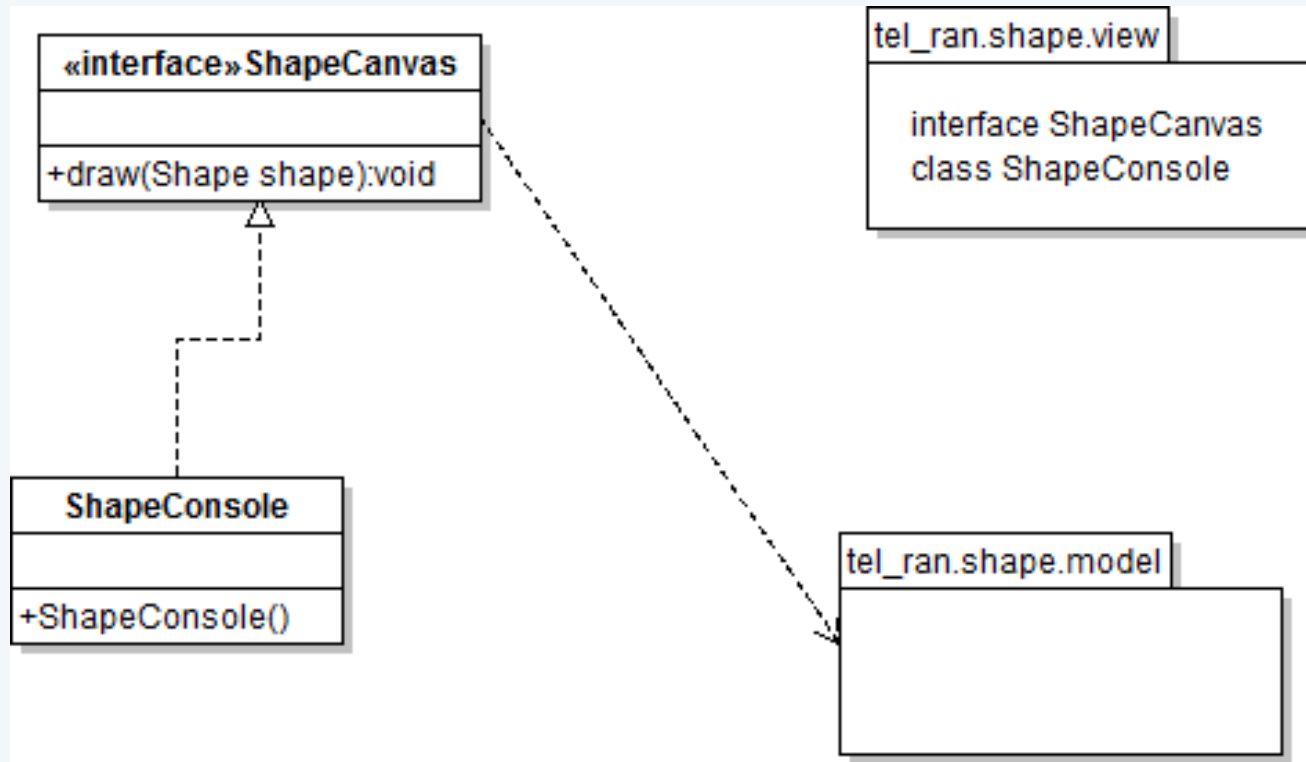 «interface»ShapeCanvas
+draw(Shape shape):void
tel_ran.shape.view
interface ShapeCanvas
class ShapeConsole
ShapeConsole
+ShapeConsole()
tel_ran.shape.model